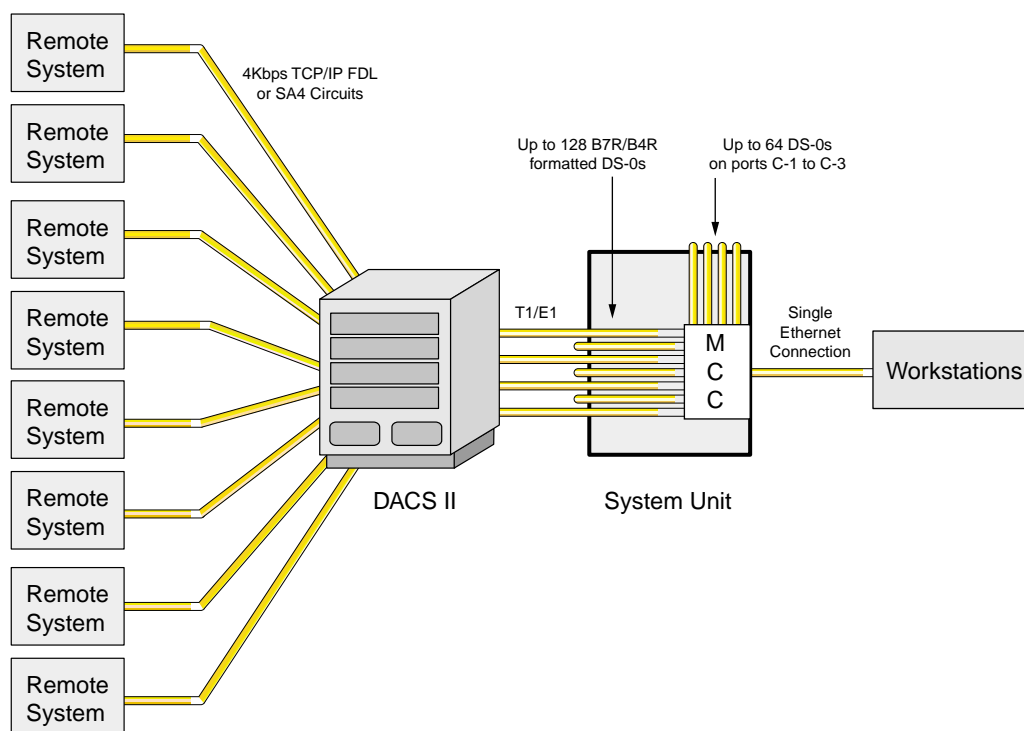 Remote
System
4Kbps TCP/IP FDL
or SA4 Circuits
Remote
System
Up to 128 B7R/B4R
formatted DS-0s
Up to 64 DS-0s
on ports C-1 to C-3
Remote
System
Remote
System
T1/E1
Single
Ethernet
Connection
M
C
C
Workstations
Remote
System
Remote
System
DACS II
System Unit
Remote
System
Remote
System